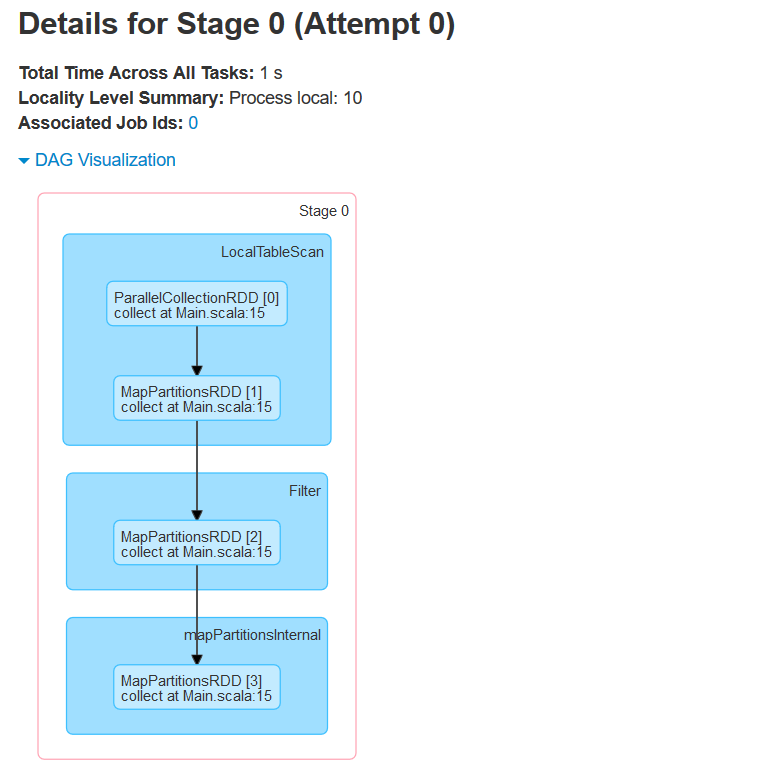 Details for Stage 0 (Attempt 0)
Total Time Across All Tasks: 1 s
Locality Level Summary: Process local: 10
Associated Job Ids: 0
DAG Visualization
Stage 0
LocalTableScan
ParallelCollectionRDD [0]
collect at Main.scala:15
MapPartitionsRDD [1]
collect at Main.scala:15
Filter
MapPartitionsRDD [2]
collect at Main.scala:15
mapPartitionsInternal
MapPartitionsRDD [3]
collect at Main.scala:15